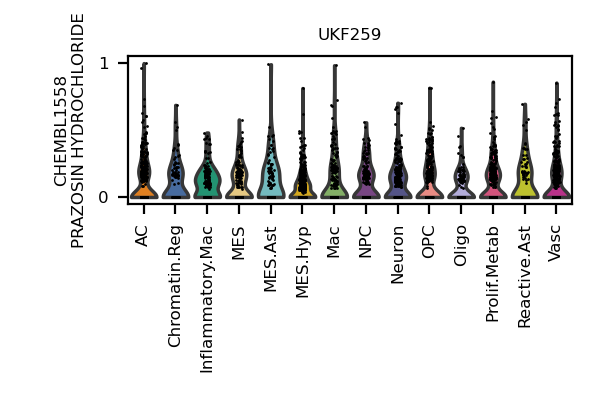 UKF259
CHEMBL1558
PRAZOSIN HYDROCHLORIDE
1
0
AC
Chromatin.Reg
Inflammatory.Mac
MES
MES.Ast
MES.Hyp
Mac
NPC
Neuron
OPC
Oligo
Prolif.Metab
Reactive.Ast
Vasc